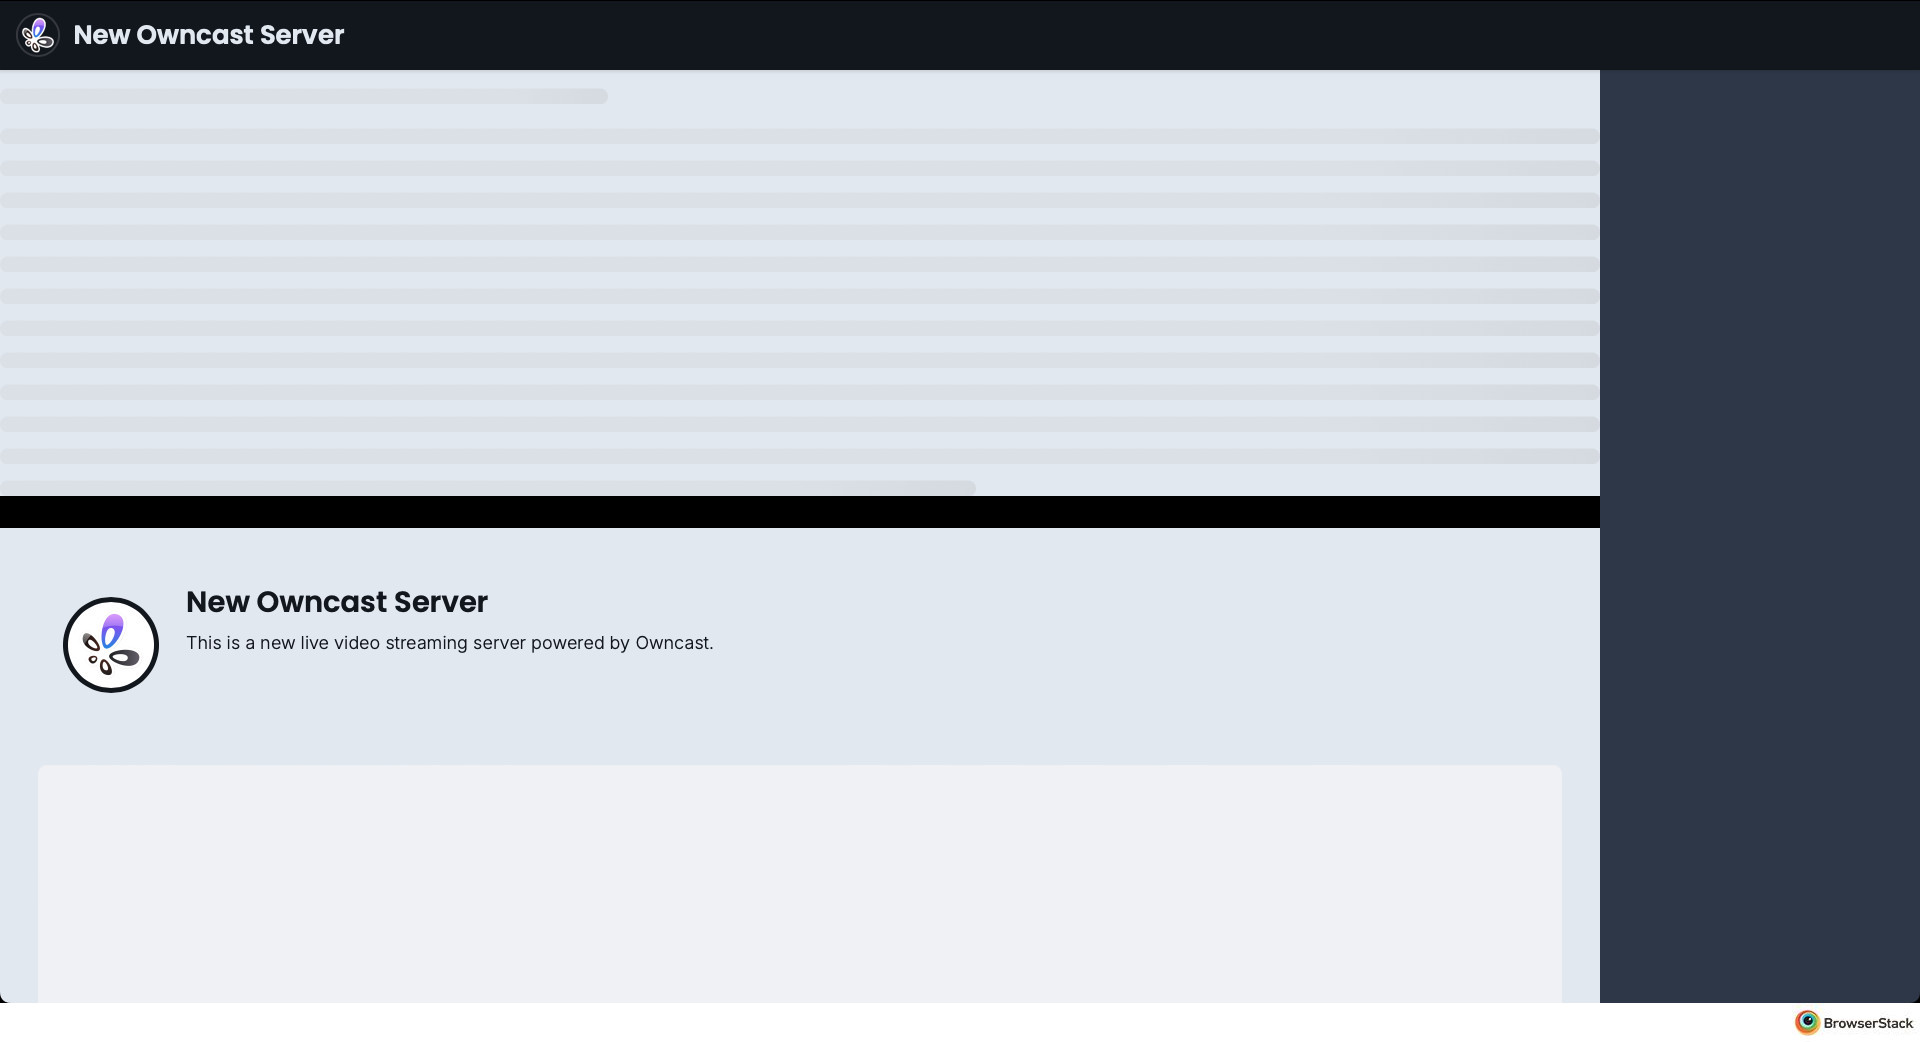 New Owncast Server
New Owncast Server
This is a new live video streaming server powered by Owncast.
BrowserStack